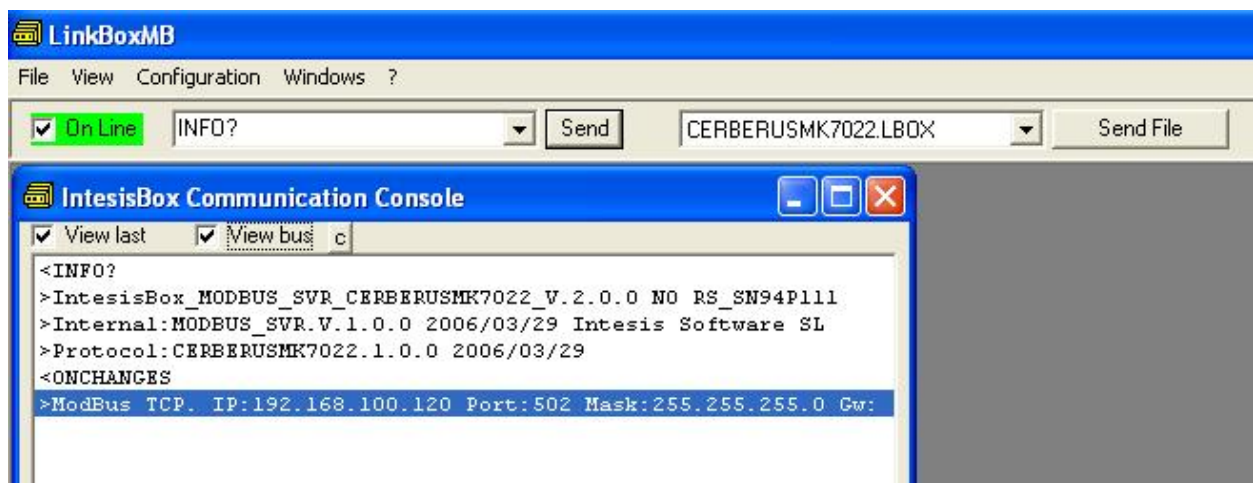 LinkBoxMB
File View Configuration Windows ?
On Line INFO? Send CERBERUSMK7022.LBOX Send File
IntesisBox Communication Console
View last View bus c
<INFO?
>IntesisBox_MODBUS_SVR_CERBERUSMK7022_V.2.0.0 NO RS_SN94P111
>Internal:MODBUS_SVR.V.1.0.0 2006/03/29 Intesis Software SL
>Protocol:CERBERUSMK7022.1.0.0 2006/03/29
<ONCHANGES
>ModBus TCP. IP:192.168.100.120 Port:502 Mask:255.255.255.0 Gw: